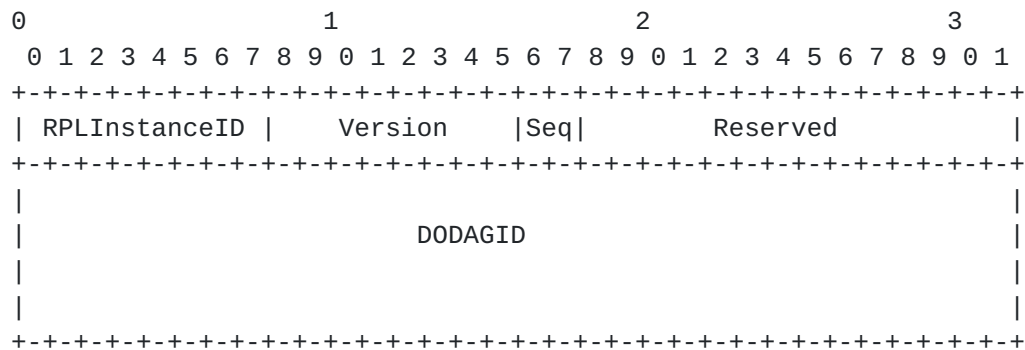 0                   1                   2                   3
 0 1 2 3 4 5 6 7 8 9 0 1 2 3 4 5 6 7 8 9 0 1 2 3 4 5 6 7 8 9 0 1
+-+-+-+-+-+-+-+-+-+-+-+-+-+-+-+-+-+-+-+-+-+-+-+-+-+-+-+-+-+-+-+-+
| RPLInstanceID |    Version    |Seq|        Reserved           |
+-+-+-+-+-+-+-+-+-+-+-+-+-+-+-+-+-+-+-+-+-+-+-+-+-+-+-+-+-+-+-+-+
|                                                               |
|                         DODAGID                               |
|                                                               |
|                                                               |
+-+-+-+-+-+-+-+-+-+-+-+-+-+-+-+-+-+-+-+-+-+-+-+-+-+-+-+-+-+-+-+-+